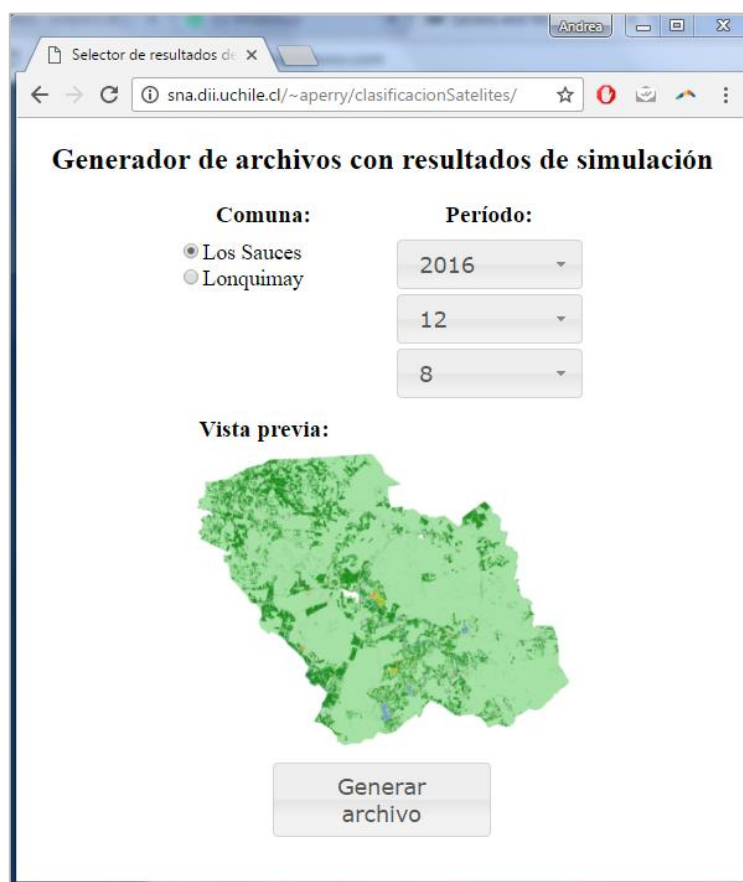 Andrea
Selector de resultados de
sna.dii.uchile.cl/~aperry/clasificacionSatelites/
Generador de archivos con resultados de simulación
Comuna:
Período:
Los Sauces
Lonquimay
2016
12
8
Vista previa:
Generar
archivo